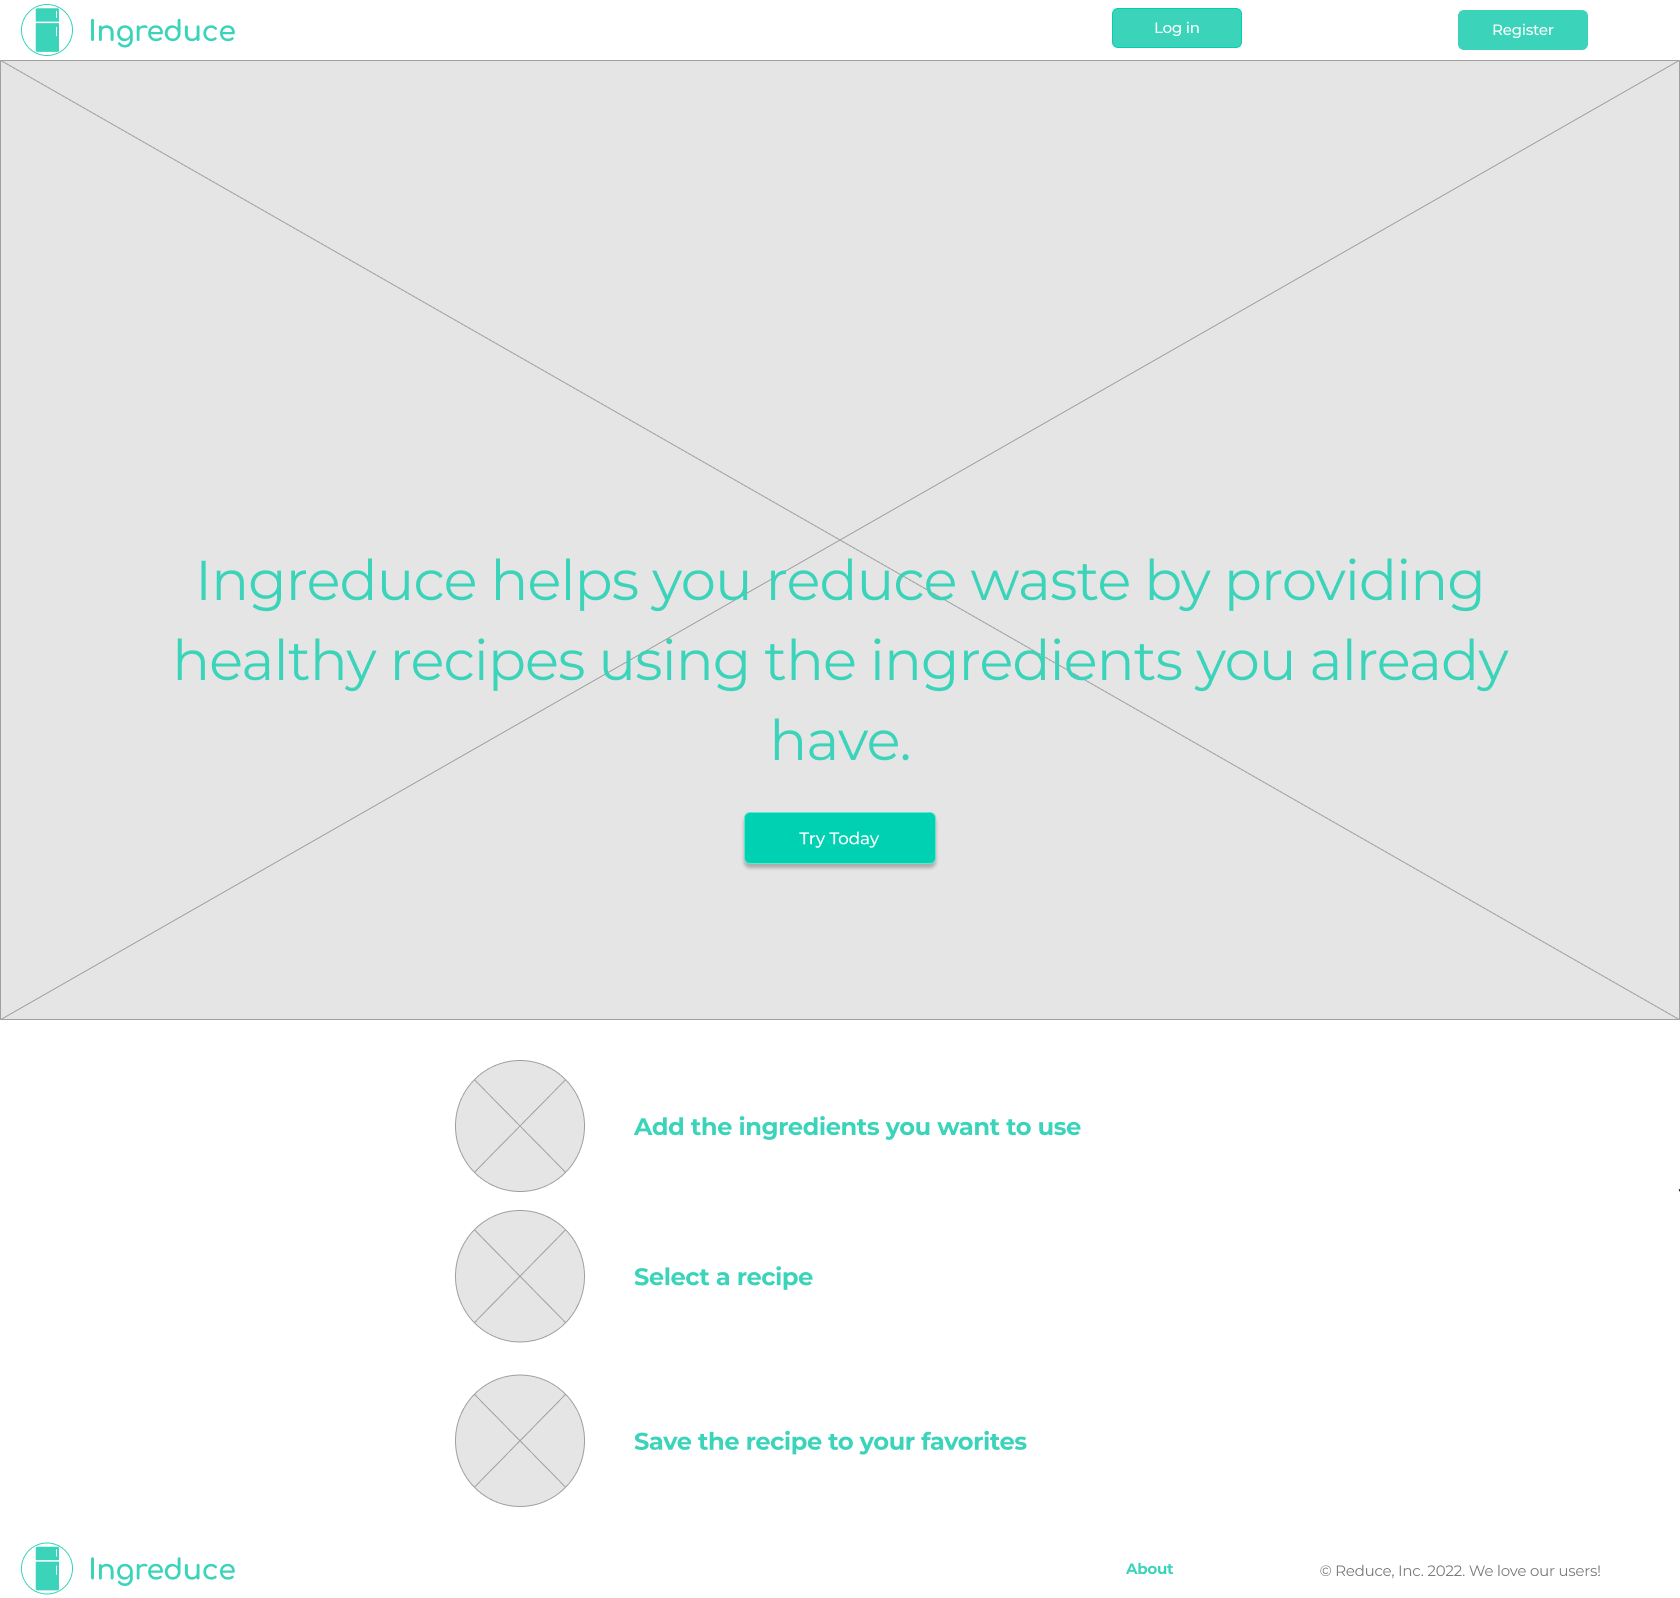 Ingreduce
Log in
Register
Ingreduce helps you reduce waste by providing
healthy recipes using the ingredients you already
have.
Try Today
Add the ingredients you want to use
Select a recipe
Save the recipe to your favorites
Ingreduce
About
© Reduce, Inc. 2022. We love our users!